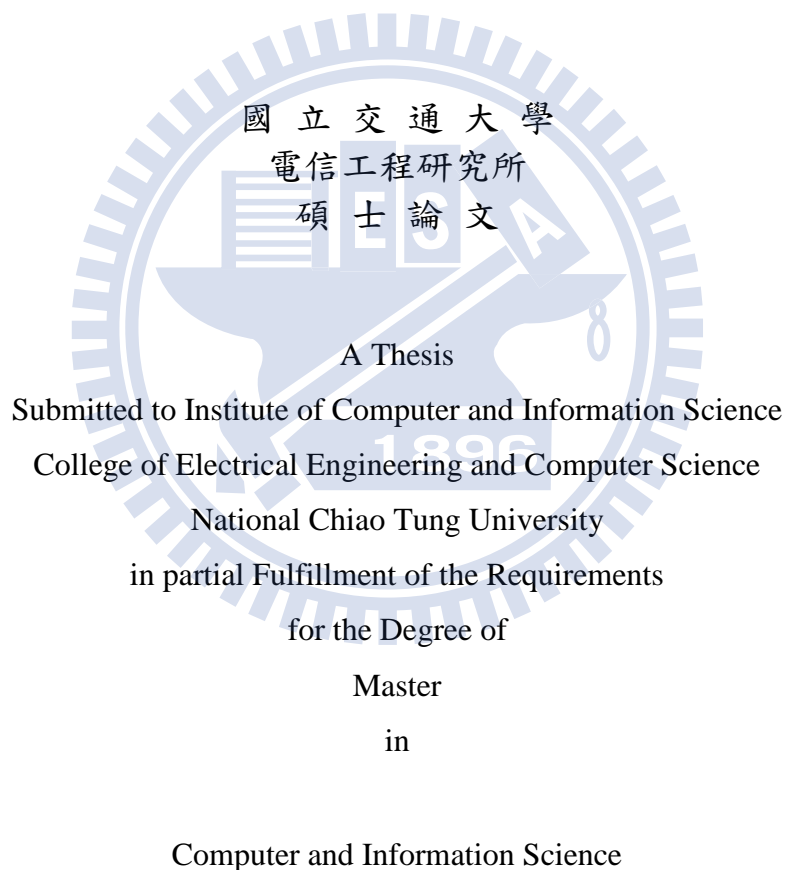 國 立 交 通 大 學
電信工程研究所
碩 士 論 文
E S A
A Thesis
Submitted to Institute of Computer and Information Science
1896
College of Electrical Engineering and Computer Science
National Chiao Tung University
in partial Fulfillment of the Requirements
for the Degree of
Master
in
Computer and Information Science